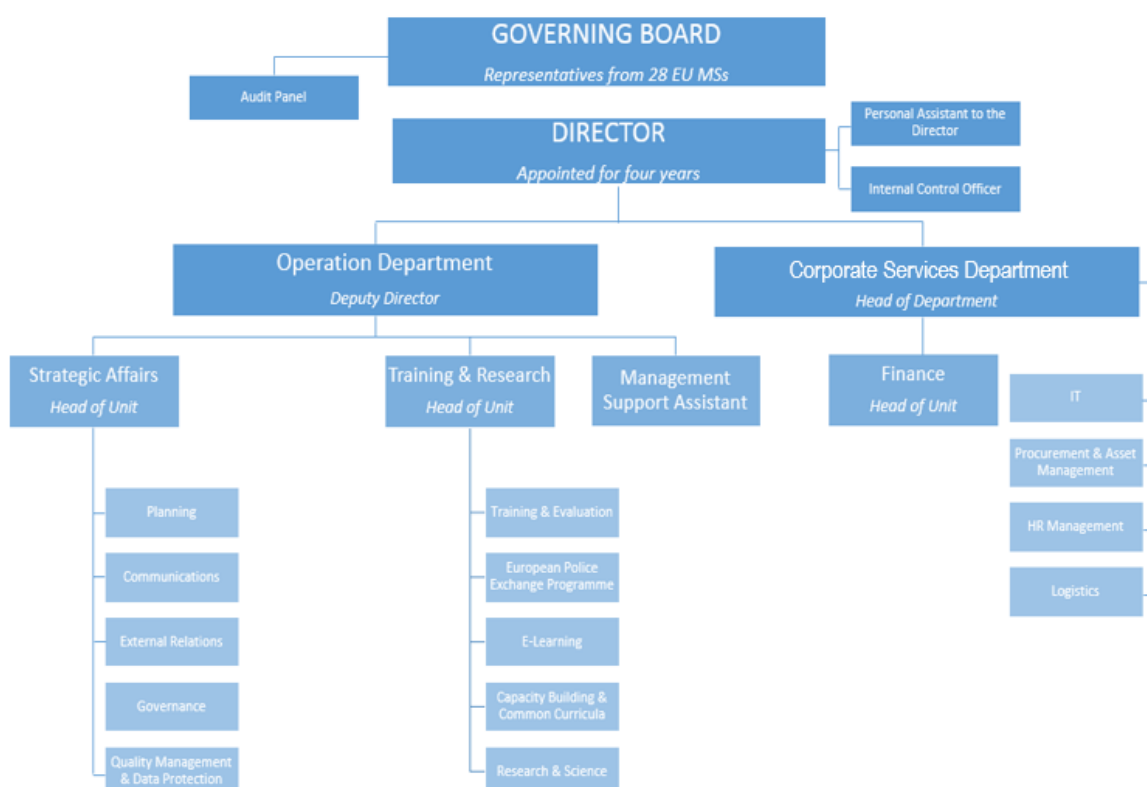 GOVERNING BOARD
Representatives from 28 EU MSs
Audit Panel
DIRECTOR
Appointed for four years
Personal Assistant to the
Director
Internal Control Officer
Operation Department
Deputy Director
Corporate Services Department
Head of Department
Strategic Affairs
Head of Unit
Training & Research
Head of Unit
Management
Support Assistant
Finance
Head of Unit
IT
Procurement & Asset
Management
HR Management
Logistics
Planning
Communications
External Relations
Governance
Quality Management
& Data Protection
Training & Evaluation
European Police
Exchange Programme
E-Learning
Capacity Building &
Common Curricula
Research & Science